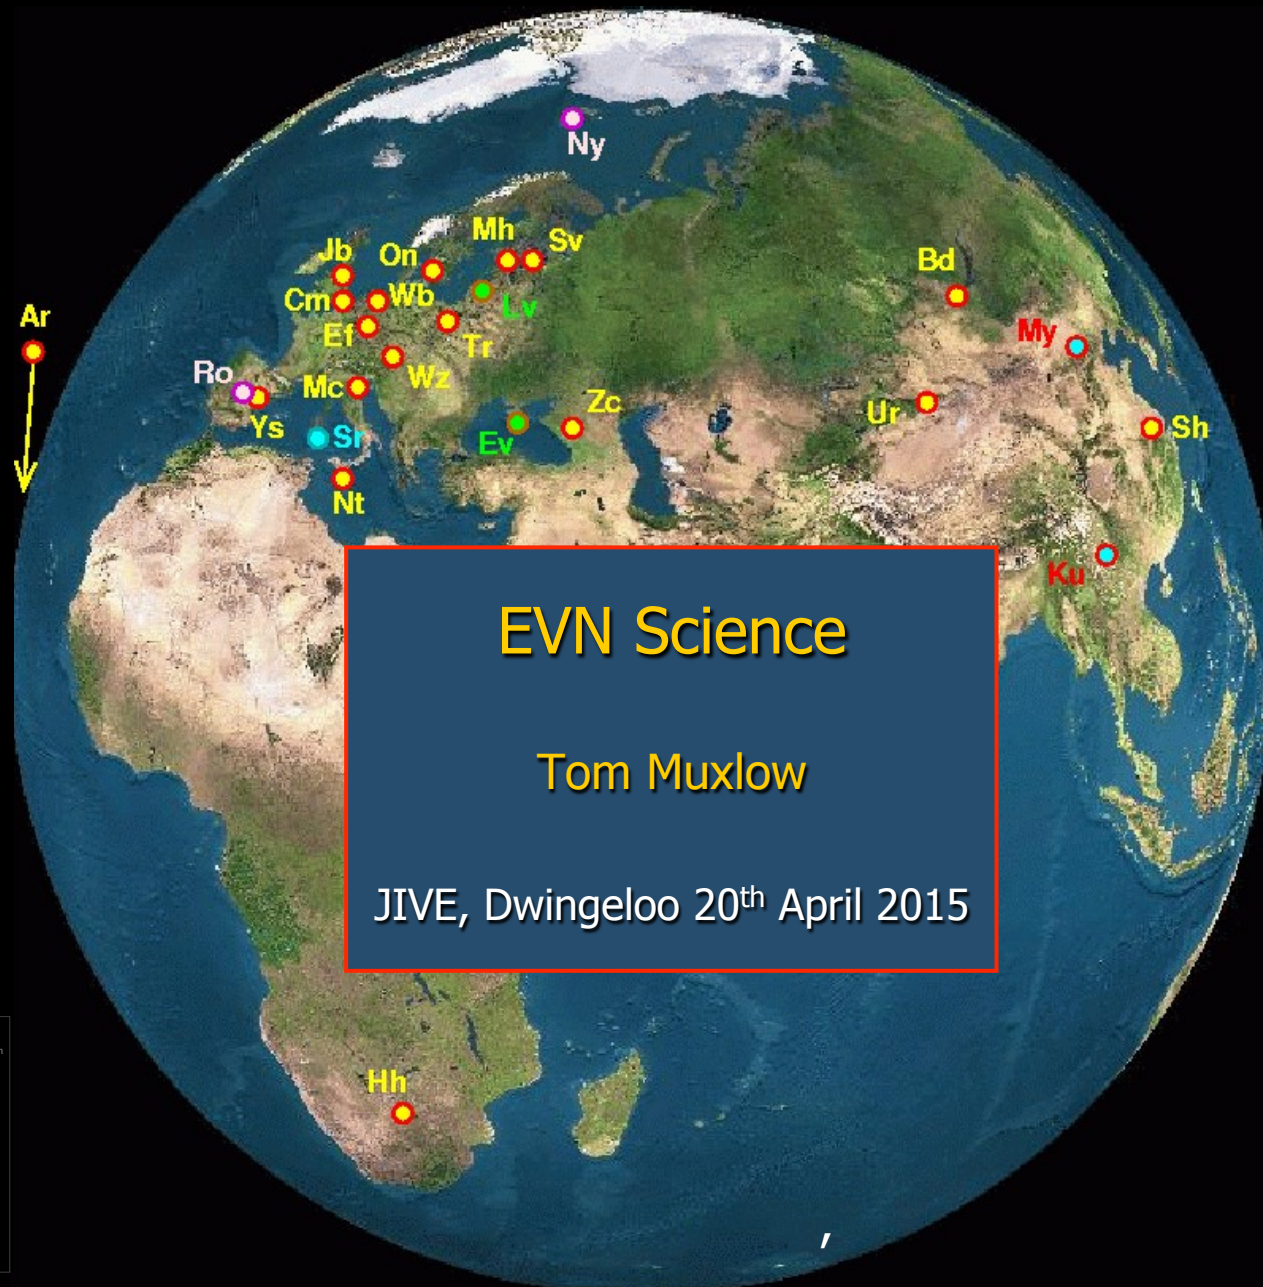 Ny
Mh
Sv
Jb
On
Bd
Cm
Wb
Lv
Ar
My
Ef
Tr
Ro
Wz
Mc
Zc
Ur
Ys
Sr
Ev
Sh
Nt
Ku
EVN Science
Tom Muxlow
JIVE, Dwingeloo 20th April 2015
Hh
,